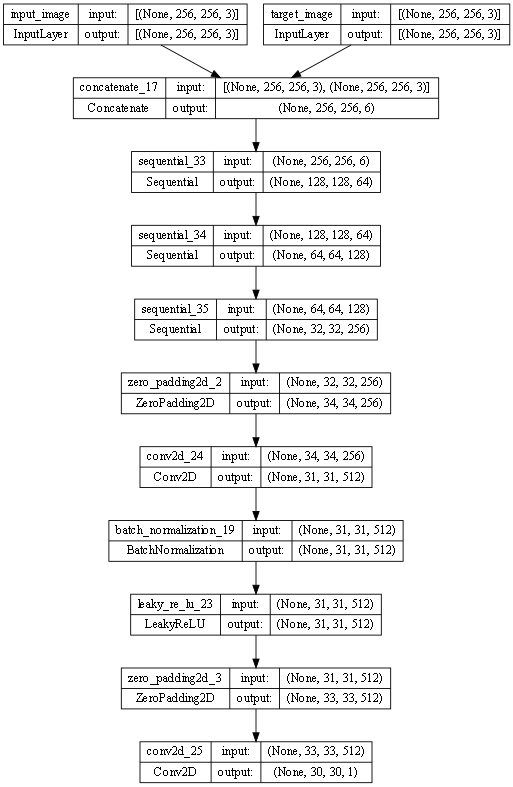 input_image input: [(None, 256, 256, 3)]
InputLayer output: [(None, 256, 256, 3)]
target_image input: [(None, 256, 256, 3)]
InputLayer output: [(None, 256, 256, 3)]
concatenate_17 input: [(None, 256, 256, 3), (None, 256, 256, 3)]
Concatenate output: (None, 256, 256, 6)
sequential_33 input: (None, 256, 256, 6)
Sequential output: (None, 128, 128, 64)
sequential_34 input: (None, 128, 128, 64)
Sequential output: (None, 64, 64, 128)
sequential_35 input: (None, 64, 64, 128)
Sequential output: (None, 32, 32, 256)
zero_padding2d_2 input: (None, 32, 32, 256)
ZeroPadding2D output: (None, 34, 34, 256)
conv2d_24 input: (None, 34, 34, 256)
Conv2D output: (None, 31, 31, 512)
batch_normalization_19 input: (None, 31, 31, 512)
BatchNormalization output: (None, 31, 31, 512)
leaky_re_lu_23 input: (None, 31, 31, 512)
LeakyReLU output: (None, 31, 31, 512)
zero_padding2d_3 input: (None, 31, 31, 512)
ZeroPadding2D output: (None, 33, 33, 512)
conv2d_25 input: (None, 33, 33, 512)
Conv2D output: (None, 30, 30, 1)